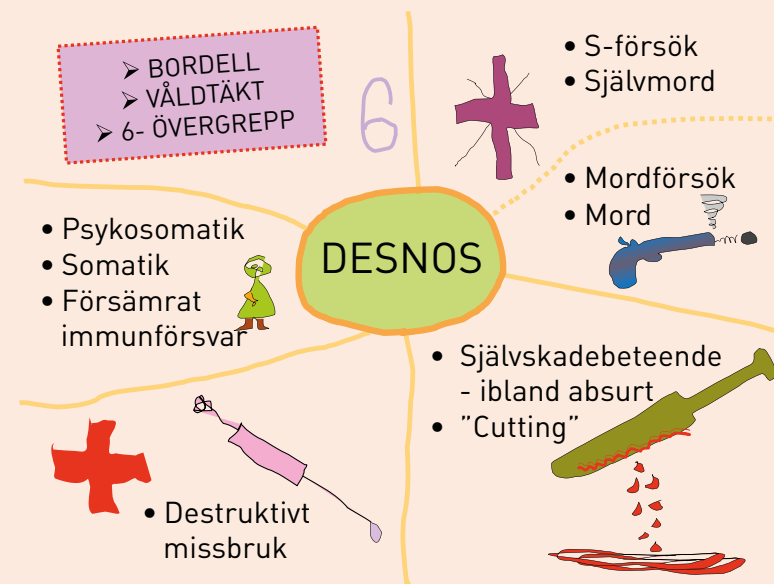 ➢ BORDELL
➢ VÅLDTÄKT
➢ 6- ÖVERGREPP
6
• S-försök
• Självmord
• Mordförsök
• Mord
DESNOS
• Psykosomatik
• Somatik
• Försämrat
immunförsvar
• Självskadebeteende
- ibland absurt
• ”Cutting”
• Destruktivt
missbruk